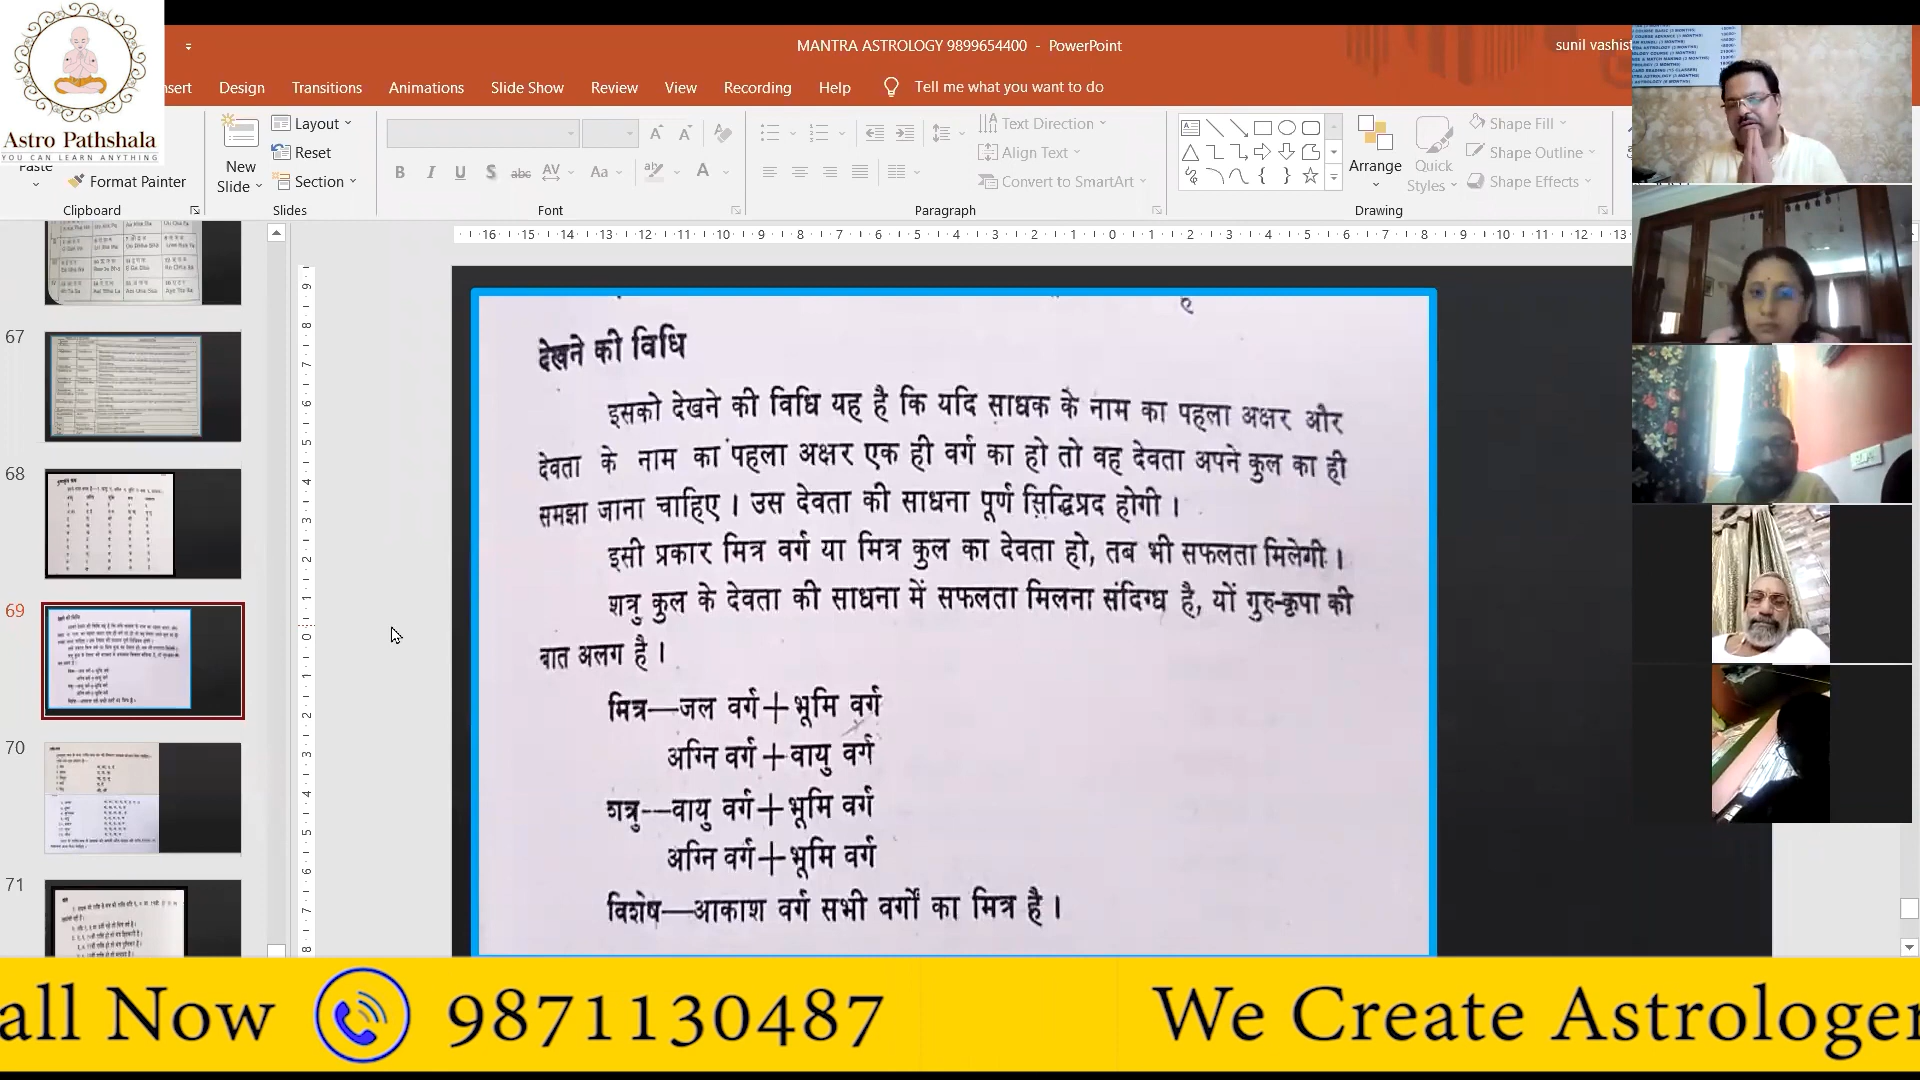 MANTRA ASTROLOGY 9899654400 - PowerPoint
sunil vashis
Astro Pathshala
YOU CAN LEARN ANYTHING
nsert Design Transitions Animations Slide Show Review Recording View Help Tell me what you want to do
Paste
Format Painter
Clipboard
New Slide
Layout
Reset
Section
Slides
Font
Text Direction
Align Text
Convert to SmartArt
Paragraph
Arrange
Quick Styles
Shape Fill
Shape Outline
Shape Effects
Drawing
67
68
69
70
71
देखने की विधि
इसको देखने की विधि यह है कि यदि साधक के नाम का पहला अक्षर और
देवता के नाम का पहला अक्षर एक ही वर्ग का हो तो वह देवता अपने कुल का ही
समझा जाना चाहिए । उस देवता की साधना पूर्ण सिद्धिप्रद होगी ।
इसी प्रकार मित्र वर्ग या मित्र कुल का देवता हो, तब भी सफलता मिलेगी ।
शत्रु कुल के देवता की साधना में सफलता मिलना संदिग्ध है, यों गुरु-कृपा की
बात अलग है ।
मित्र—जल वर्ग+भूमि वर्ग
अग्नि वर्ग+वायु वर्ग
शत्रु--वायु वर्ग+भूमि वर्ग
अग्नि वर्ग+भूमि वर्ग
विशेष—आकाश वर्ग सभी वर्गों का मित्र है ।
all Now 9871130487 We Create Astrologer